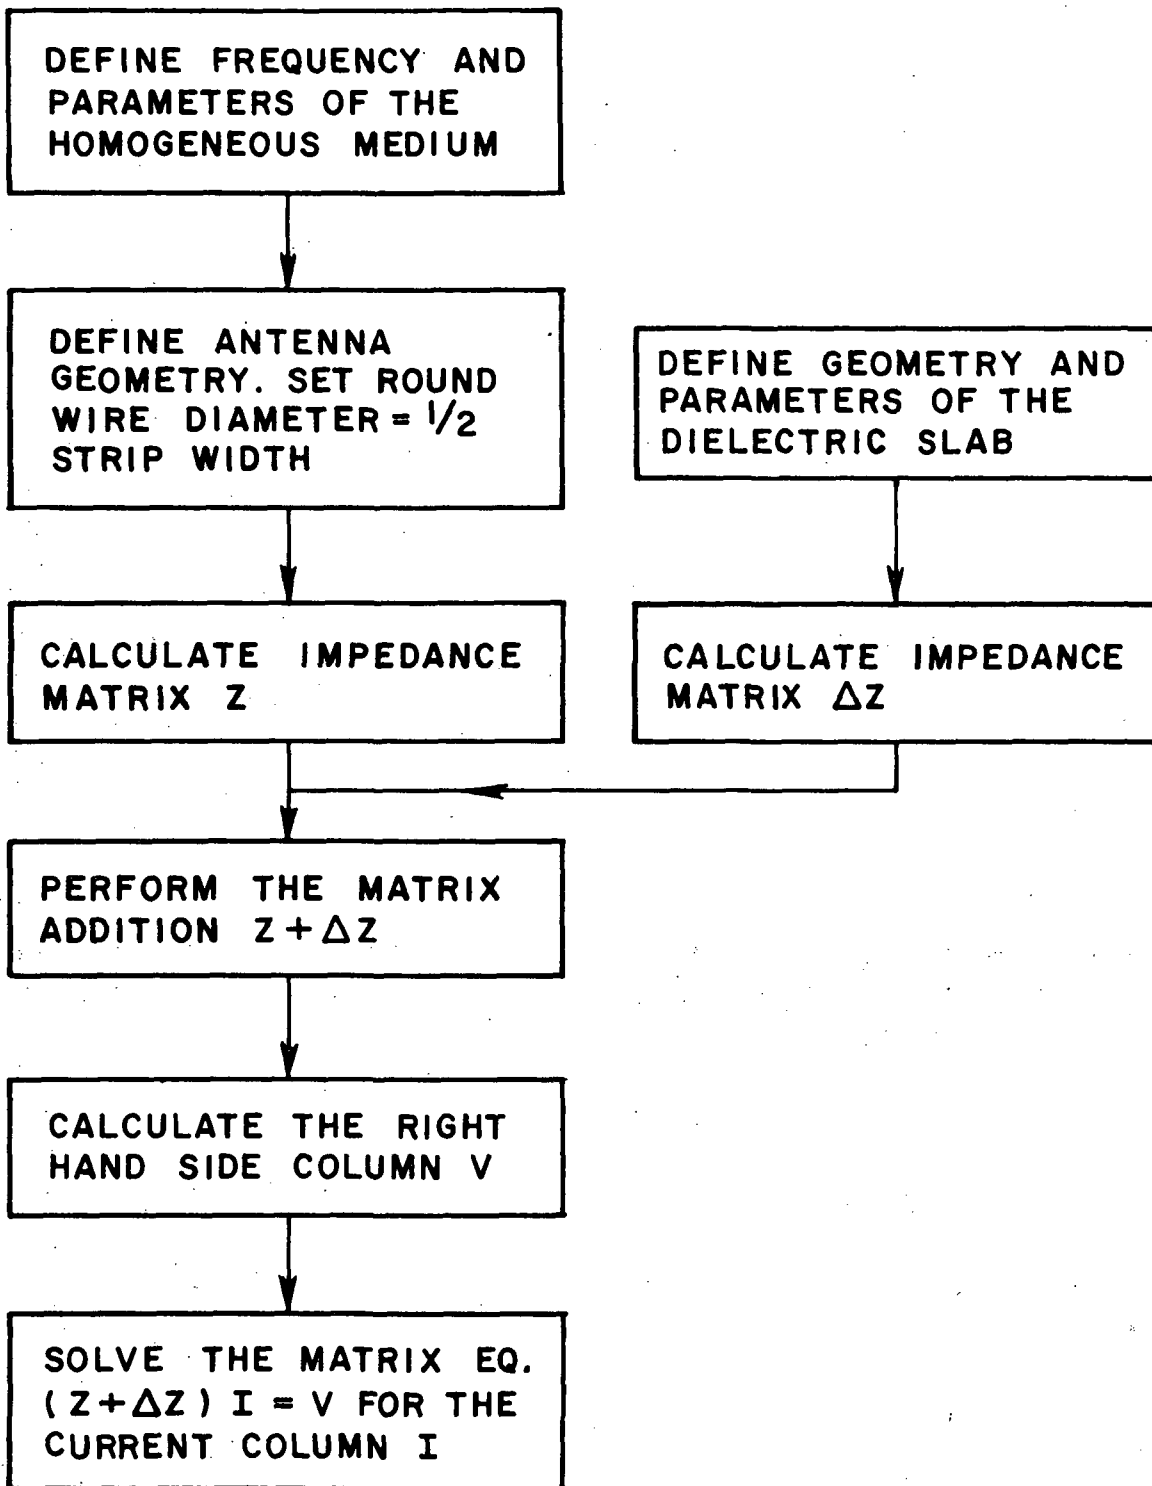 DEFINE FREQUENCY AND
PARAMETERS OF THE
HOMOGENEOUS MEDIUM
DEFINE ANTENNA
GEOMETRY. SET ROUND
WIRE DIAMETER = 1/2
STRIP WIDTH
DEFINE GEOMETRY AND
PARAMETERS OF THE
DIELECTRIC SLAB
CALCULATE IMPEDANCE
MATRIX Z
CALCULATE IMPEDANCE
MATRIX ΔZ
PERFORM THE MATRIX
ADDITION Z + ΔZ
CALCULATE THE RIGHT
HAND SIDE COLUMN V
SOLVE THE MATRIX EQ.
(Z+ΔZ) I = V FOR THE
CURRENT COLUMN I